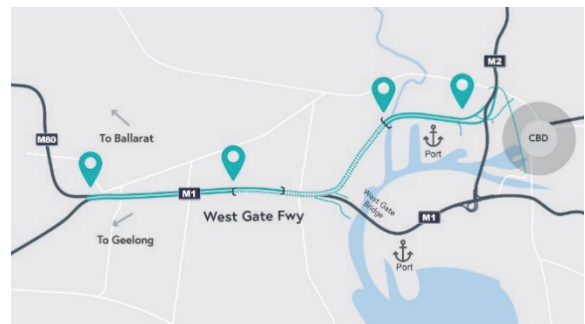 M2
M80
To Ballarat
Port
CBD
M1
West Gate Fwy
West Gate
Bridge
M1
To Geelong
Port